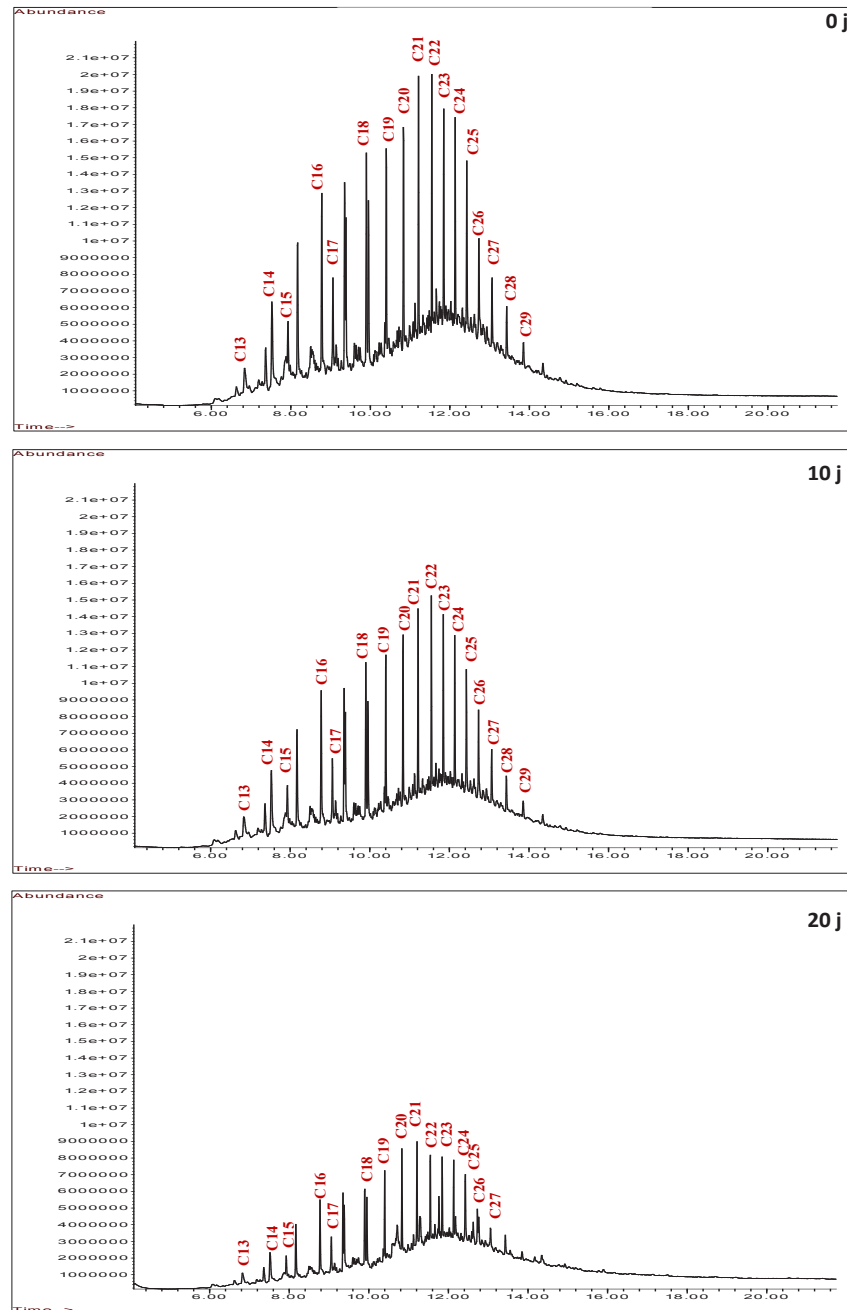 Abundance
0 j
2.1e+07
2e+07
1.9e+07
1.8e+07
1.7e+07
1.6e+07
1.5e+07
1.4e+07
1.3e+07
1.2e+07
1.1e+07
1e+07
9000000
8000000
7000000
6000000
5000000
4000000
3000000
2000000
1000000
C13
C14
C15
C16
C17
C18
C19
C20
C21
C22
C23
C24
C25
C26
C27
C28
C29
6.00 8.00 10.00 12.00 14.00 16.00 18.00 20.00
Time-->
Abundance
10 j
2.1e+07
2e+07
1.9e+07
1.8e+07
1.7e+07
1.6e+07
1.5e+07
1.4e+07
1.3e+07
1.2e+07
1.1e+07
1e+07
9000000
8000000
7000000
6000000
5000000
4000000
3000000
2000000
1000000
C13
C14
C15
C16
C17
C18
C19
C20
C21
C22
C23
C24
C25
C26
C27
C28
C29
6.00 8.00 10.00 12.00 14.00 16.00 18.00 20.00
Time-->
Abundance
20 j
2.1e+07
2e+07
1.9e+07
1.8e+07
1.7e+07
1.6e+07
1.5e+07
1.4e+07
1.3e+07
1.2e+07
1.1e+07
1e+07
9000000
8000000
7000000
6000000
5000000
4000000
3000000
2000000
1000000
C13
C14
C15
C16
C17
C18
C19
C20
C21
C22
C23
C24
C25
C26
C27
6.00 8.00 10.00 12.00 14.00 16.00 18.00 20.00
Time-->